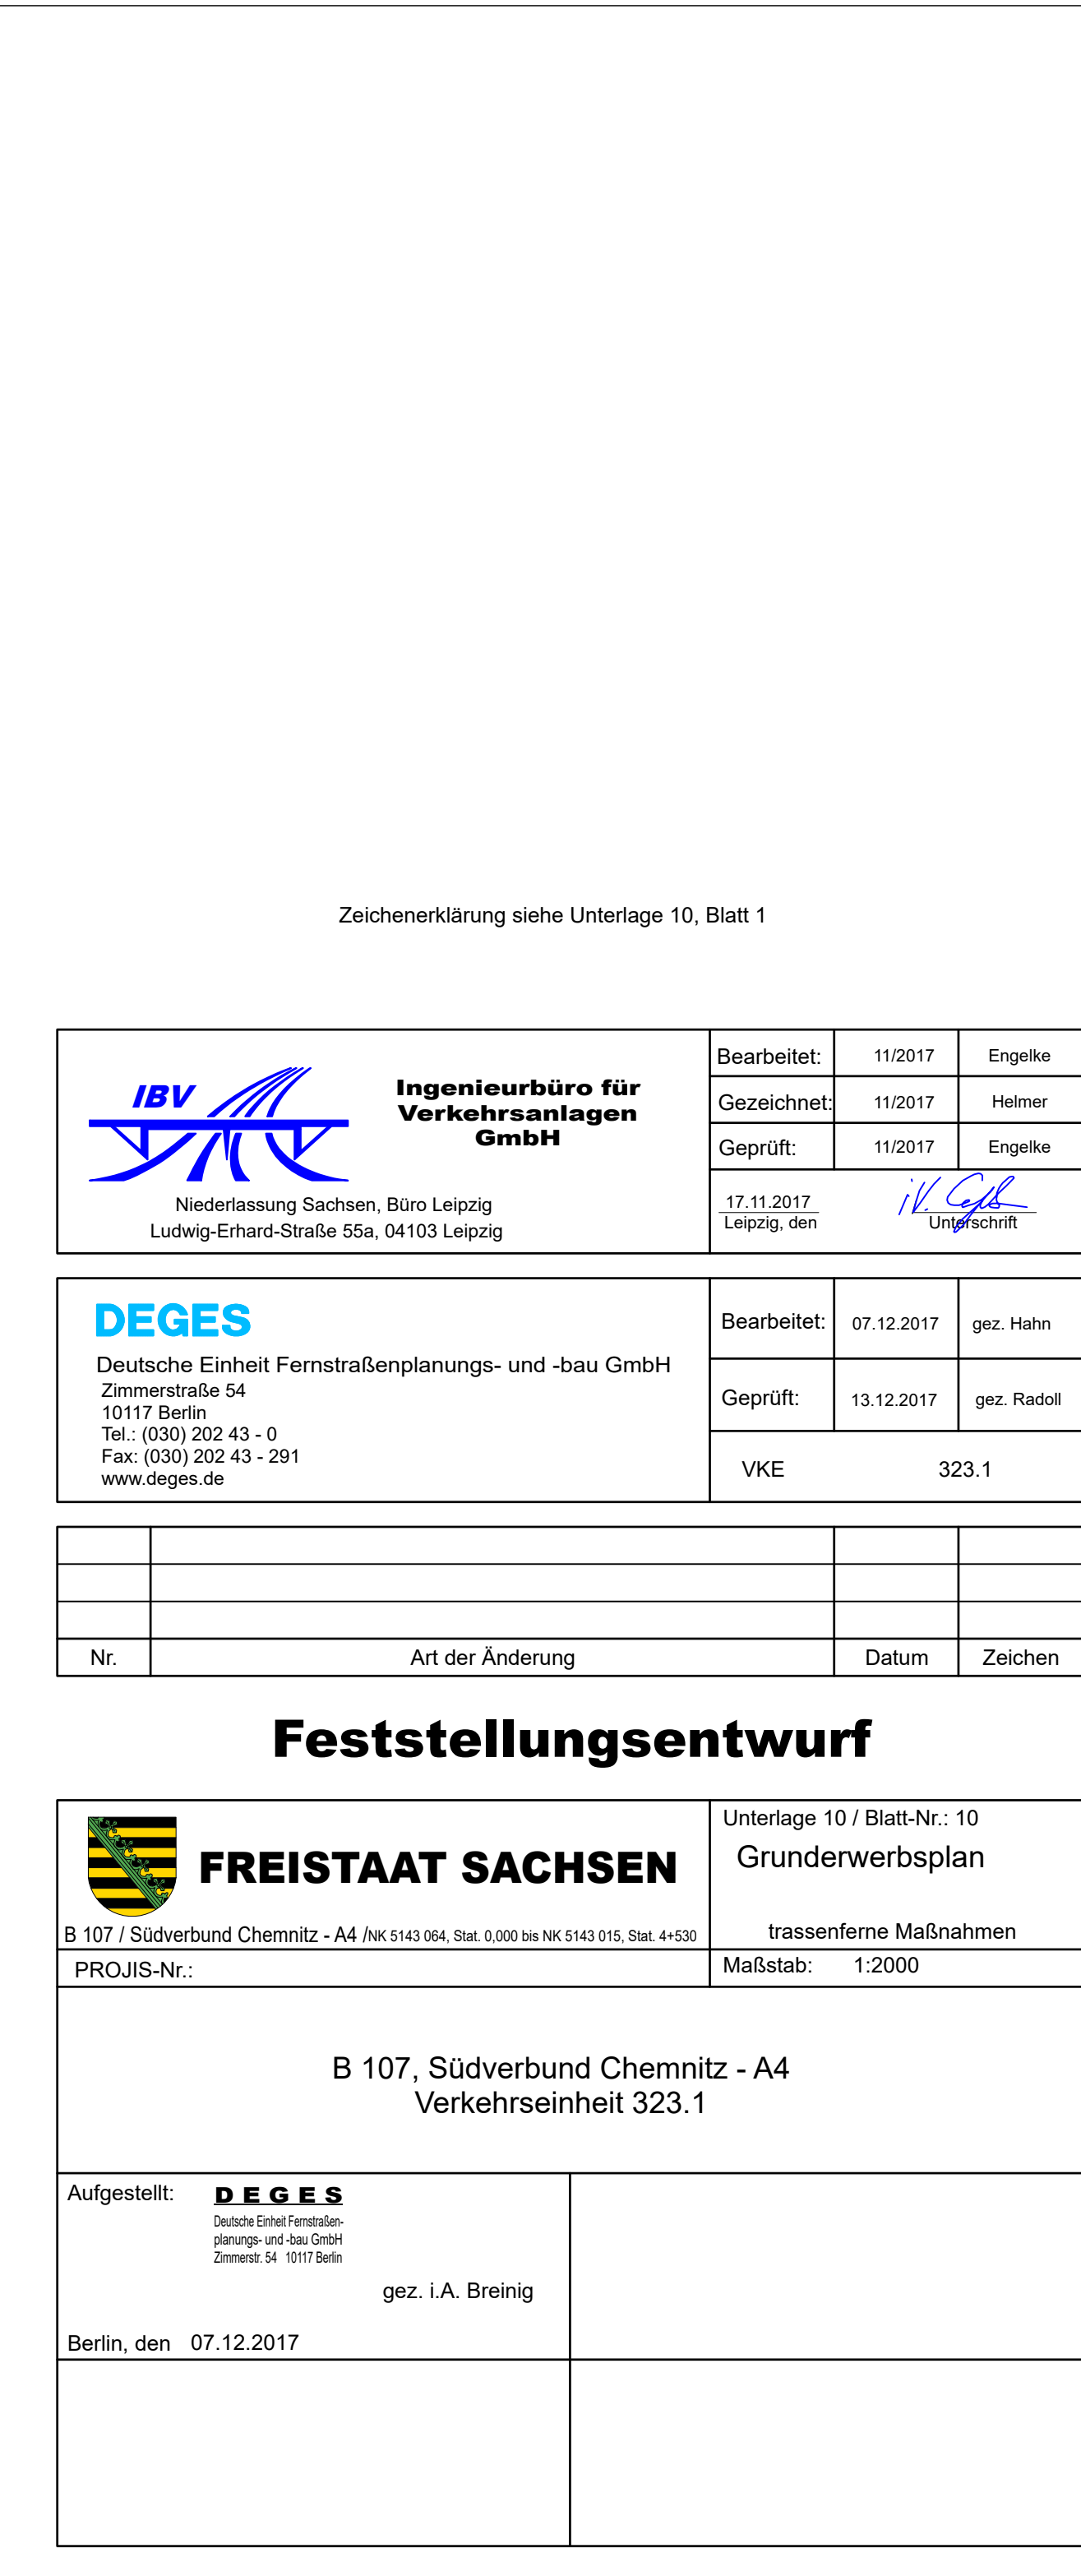 Zeichenerklärung siehe Unterlage 10, Blatt 1
IBV
Ingenieurbüro für
Verkehrsanlagen
GmbH
Niederlassung Sachsen, Büro Leipzig
Ludwig-Erhard-Straße 55a, 04103 Leipzig
Bearbeitet: 11/2017 Engelke
Gezeichnet: 11/2017 Helmer
Geprüft: 11/2017 Engelke
17.11.2017
Leipzig, den Unterschrift
DEGES
Deutsche Einheit Fernstraßenplanungs- und -bau GmbH
Zimmerstraße 54
10117 Berlin
Tel.: (030) 202 43 - 0
Fax: (030) 202 43 - 291
www.deges.de
Bearbeitet: 07.12.2017 gez. Hahn
Geprüft: 13.12.2017 gez. Radoll
VKE 323.1
Nr. Art der Änderung Datum Zeichen
Feststellungsentwurf
FREISTAAT SACHSEN
B 107 / Südverbund Chemnitz - A4 /NK 5143 064, Stat. 0,000 bis NK 5143 015, Stat. 4+530
Unterlage 10 / Blatt-Nr.: 10
Grunderwerbsplan
trassenferne Maßnahmen
PROJIS-Nr.:
Maßstab: 1:2000
B 107, Südverbund Chemnitz - A4
Verkehrseinheit 323.1
Aufgestellt:
DEGES
Deutsche Einheit Fernstraßen-
planungs- und -bau GmbH
Zimmerstr. 54 10117 Berlin
gez. i.A. Breinig
Berlin, den 07.12.2017